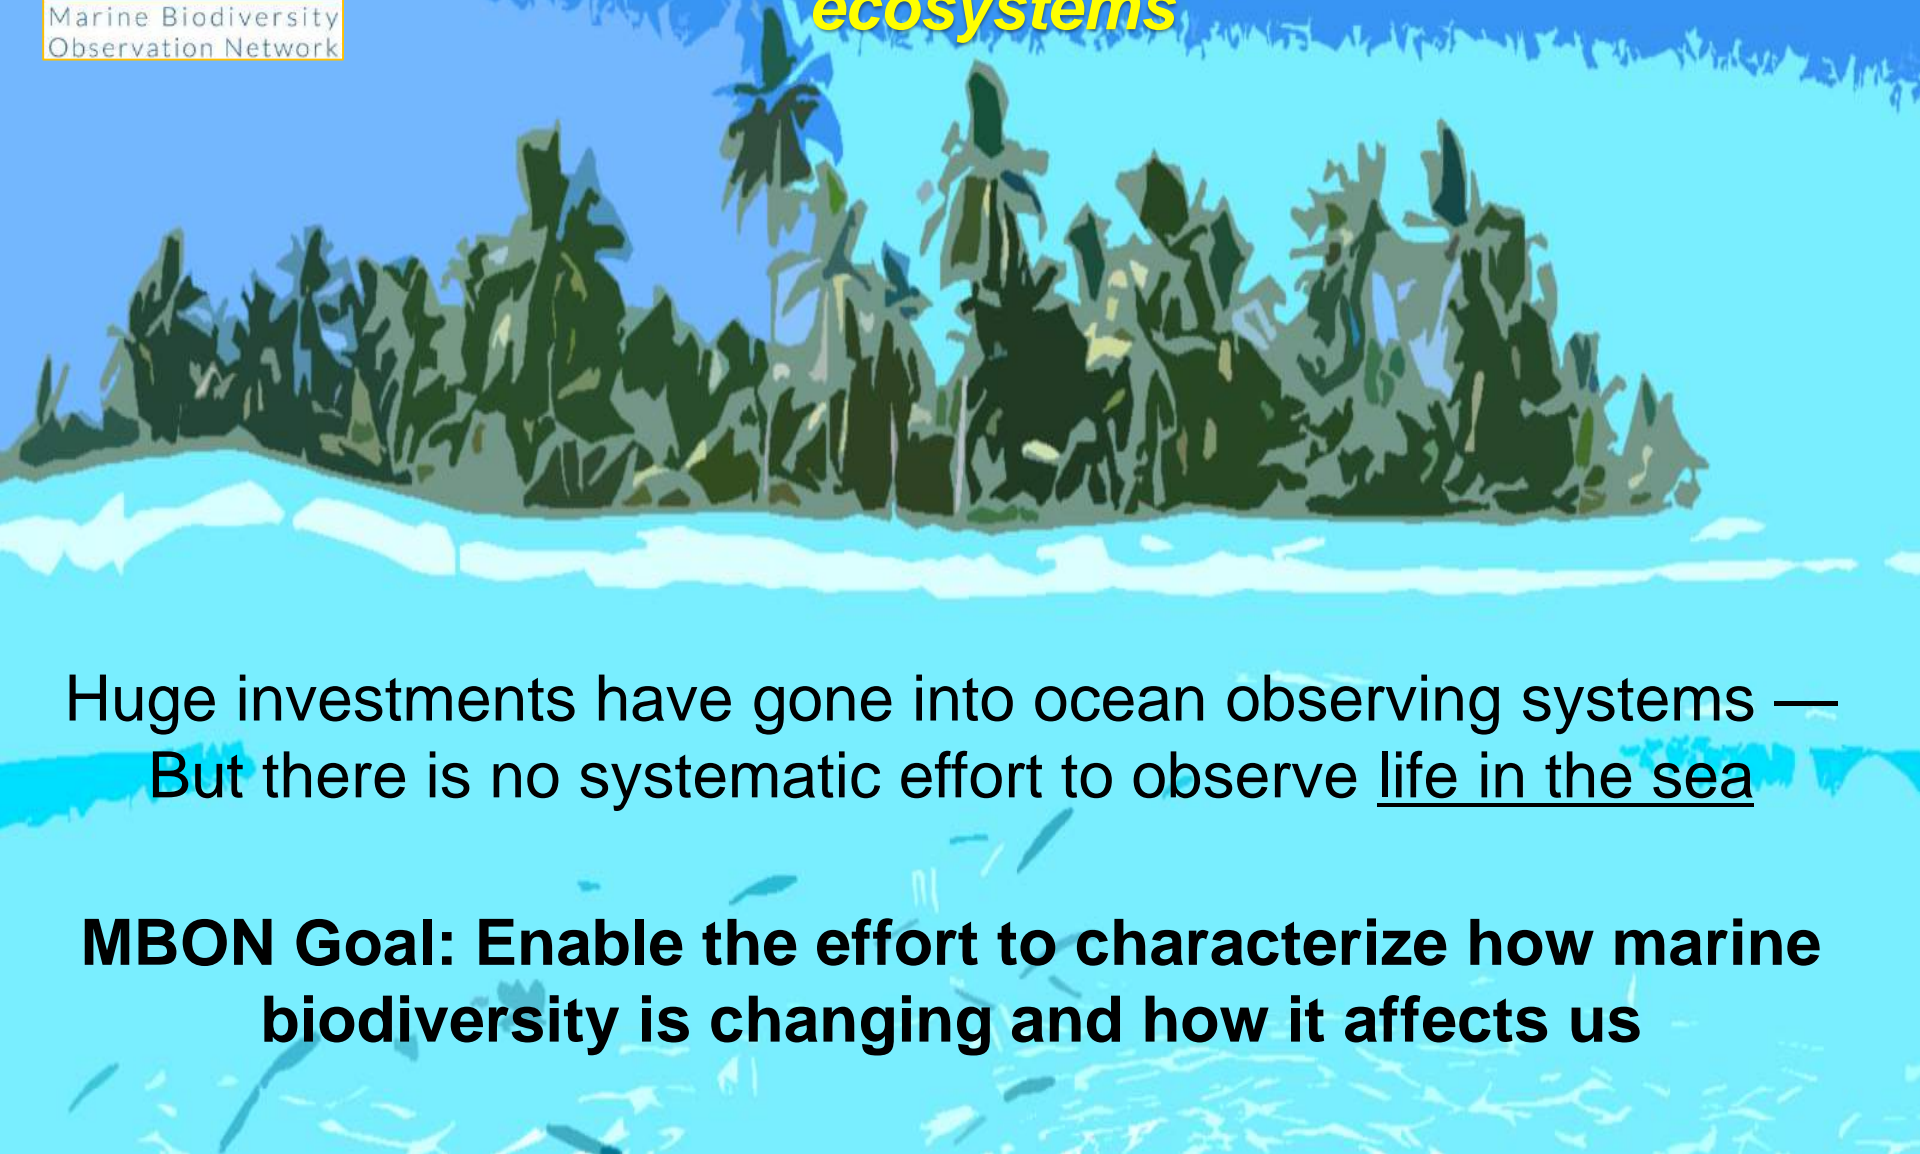 Marine Biodiversity
Observation Network
ecosystems
Huge investments have gone into ocean observing systems —
But there is no systematic effort to observe life in the sea
MBON Goal: Enable the effort to characterize how marine
biodiversity is changing and how it affects us